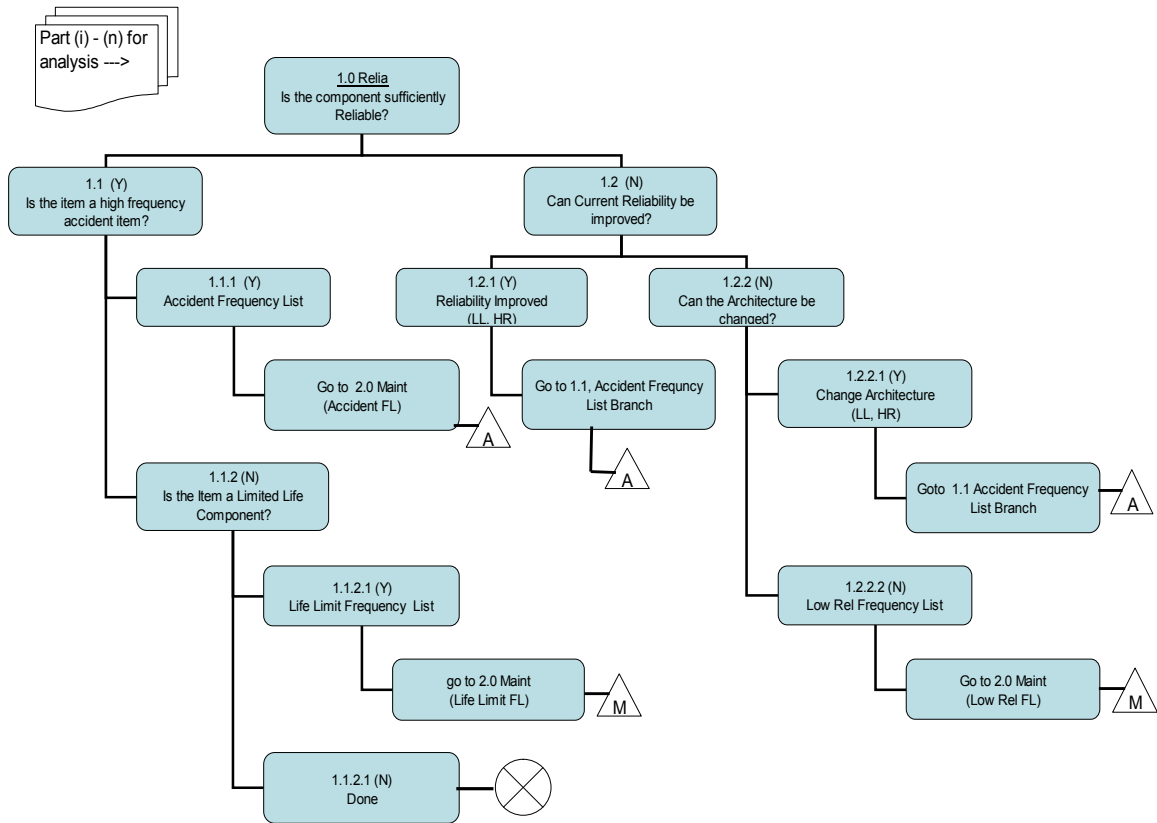 Part (i) - (n) for
analysis --->
1.0 Relia
Is the component sufficiently
Reliable?
1.1 (Y)
Is the item a high frequency
accident item?
1.2 (N)
Can Current Reliability be
improved?
1.1.1 (Y)
Accident Frequency List
1.2.1 (Y)
Reliability Improved
(LL, HR)
1.2.2 (N)
Can the Architecture be
changed?
Go to 2.0 Maint
(Accident FL)
A
Go to 1.1, Accident Frequncy
List Branch
A
1.2.2.1 (Y)
Change Architecture
(LL, HR)
1.1.2 (N)
Is the Item a Limited Life
Component?
Goto 1.1 Accident Frequency
List Branch
A
1.1.2.1 (Y)
Life Limit Frequency List
1.2.2.2 (N)
Low Rel Frequency List
go to 2.0 Maint
(Life Limit FL)
M
Go to 2.0 Maint
(Low Rel FL)
M
1.1.2.1 (N)
Done